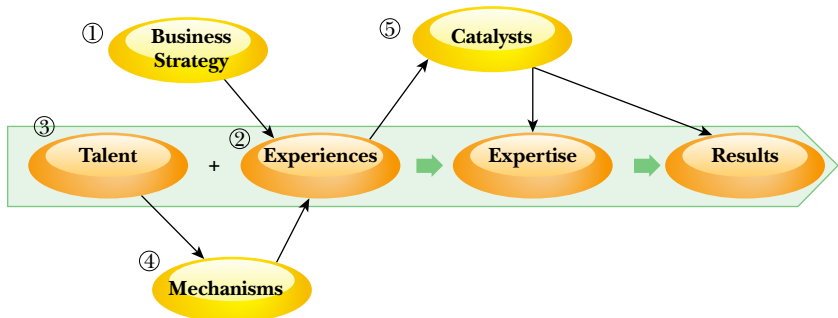 ①
Business
Strategy
⑤
Catalysts
③
Talent
+
②
Experiences
Expertise
Results
④
Mechanisms